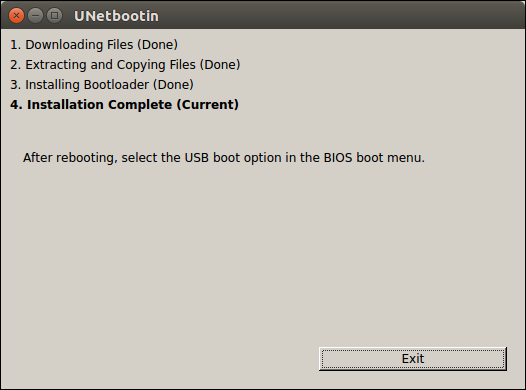 UNetbootin
1. Downloading Files (Done)
2. Extracting and Copying Files (Done)
3. Installing Bootloader (Done)
4. Installation Complete (Current)
After rebooting, select the USB boot option in the BIOS boot menu.
Exit